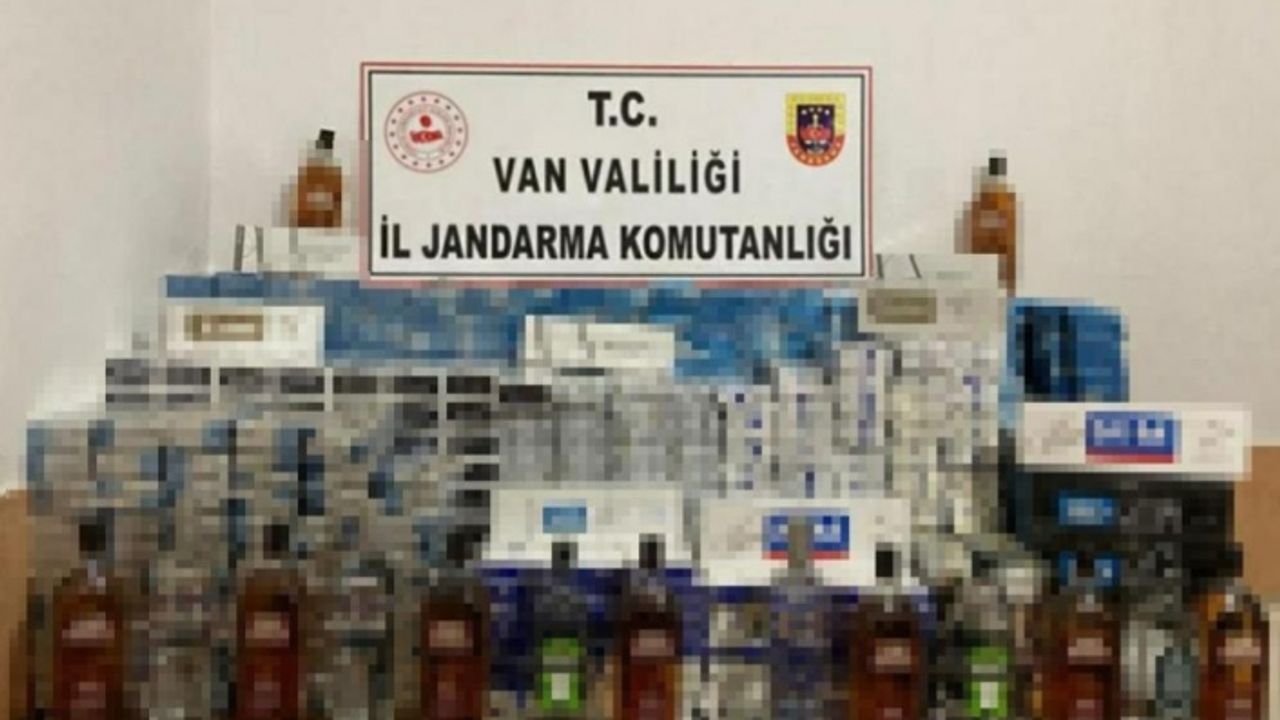 T.C.
VAN VALİLİĞİ
İL JANDARMA KOMUTANLIĞI